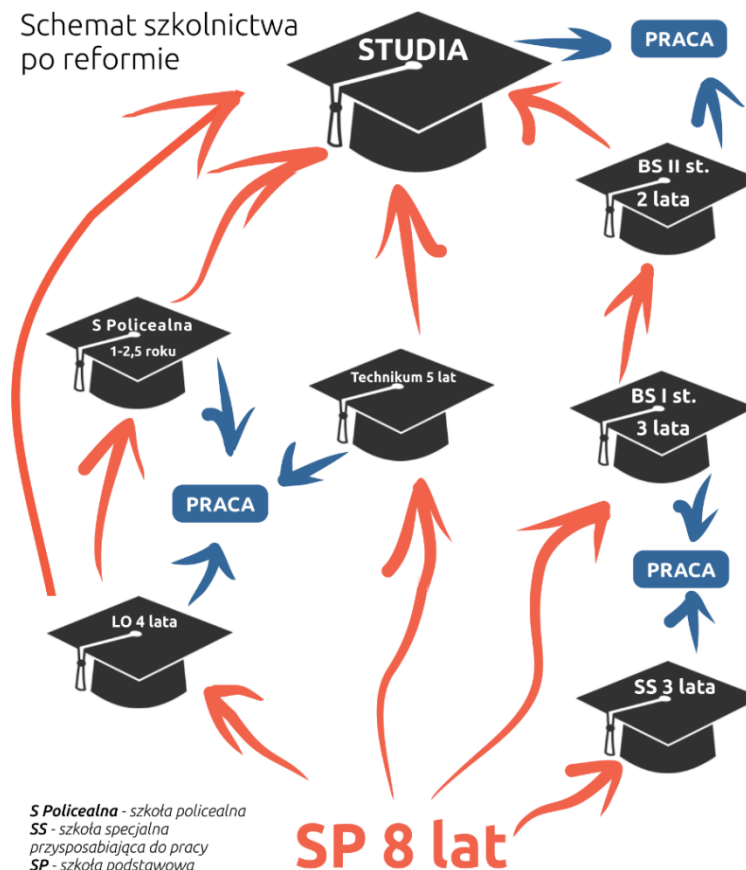 Schemat szkolnictwa
po reformie
STUDIA
PRACA
BS II st.
2 lata
S Policealna
1-2,5 roku
Technikum 5 lat
BS I st.
3 lata
PRACA
PRACA
LO 4 lata
SS 3 lata
S Policealna - szkoła policealna
SS - szkoła specjalna
przysposabiająca do pracy
SP - szkoła podstawowa
SP 8 lat